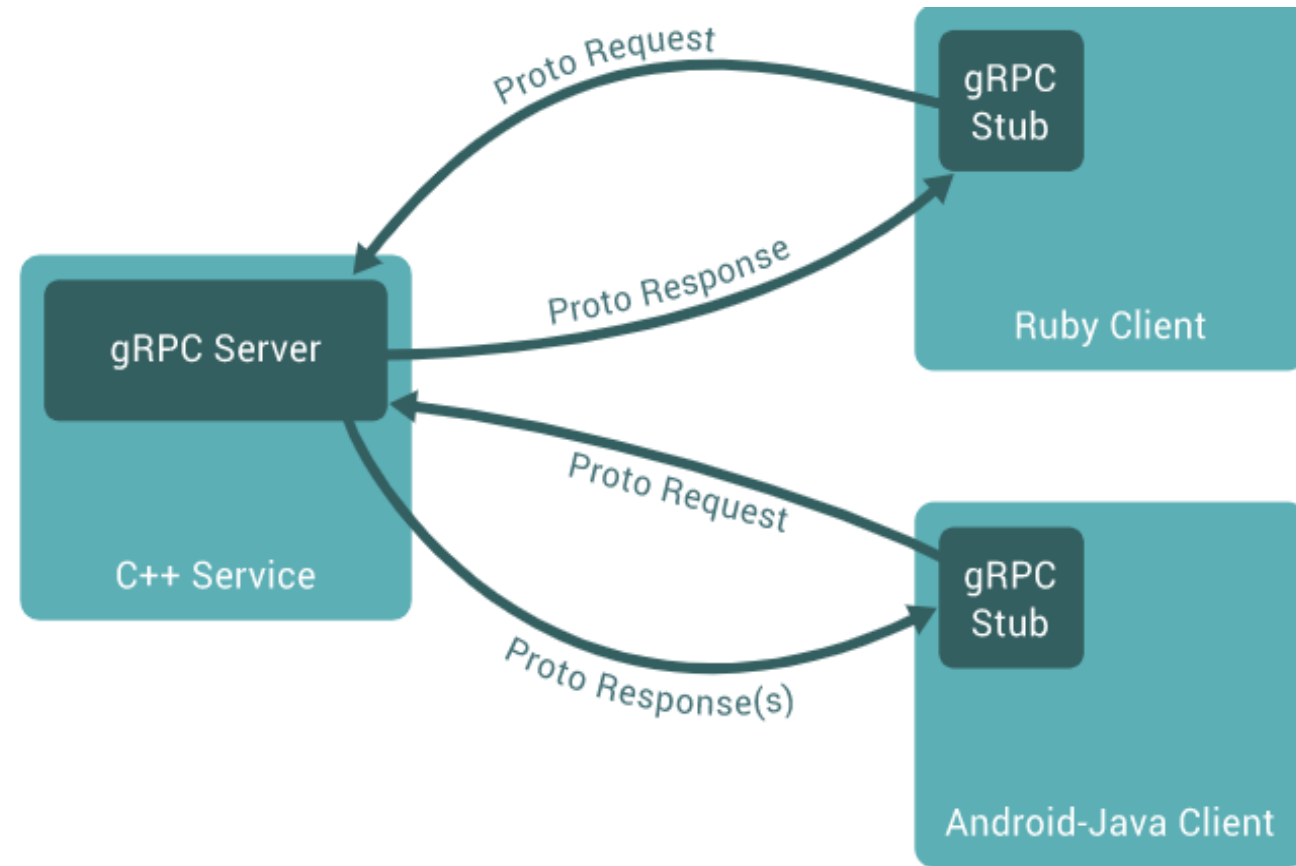 Proto Request
gRPC
Stub
Proto Response
Ruby Client
gRPC Server
C++ Service
Proto Request
gRPC
Stub
Proto Response(s)
Android-Java Client